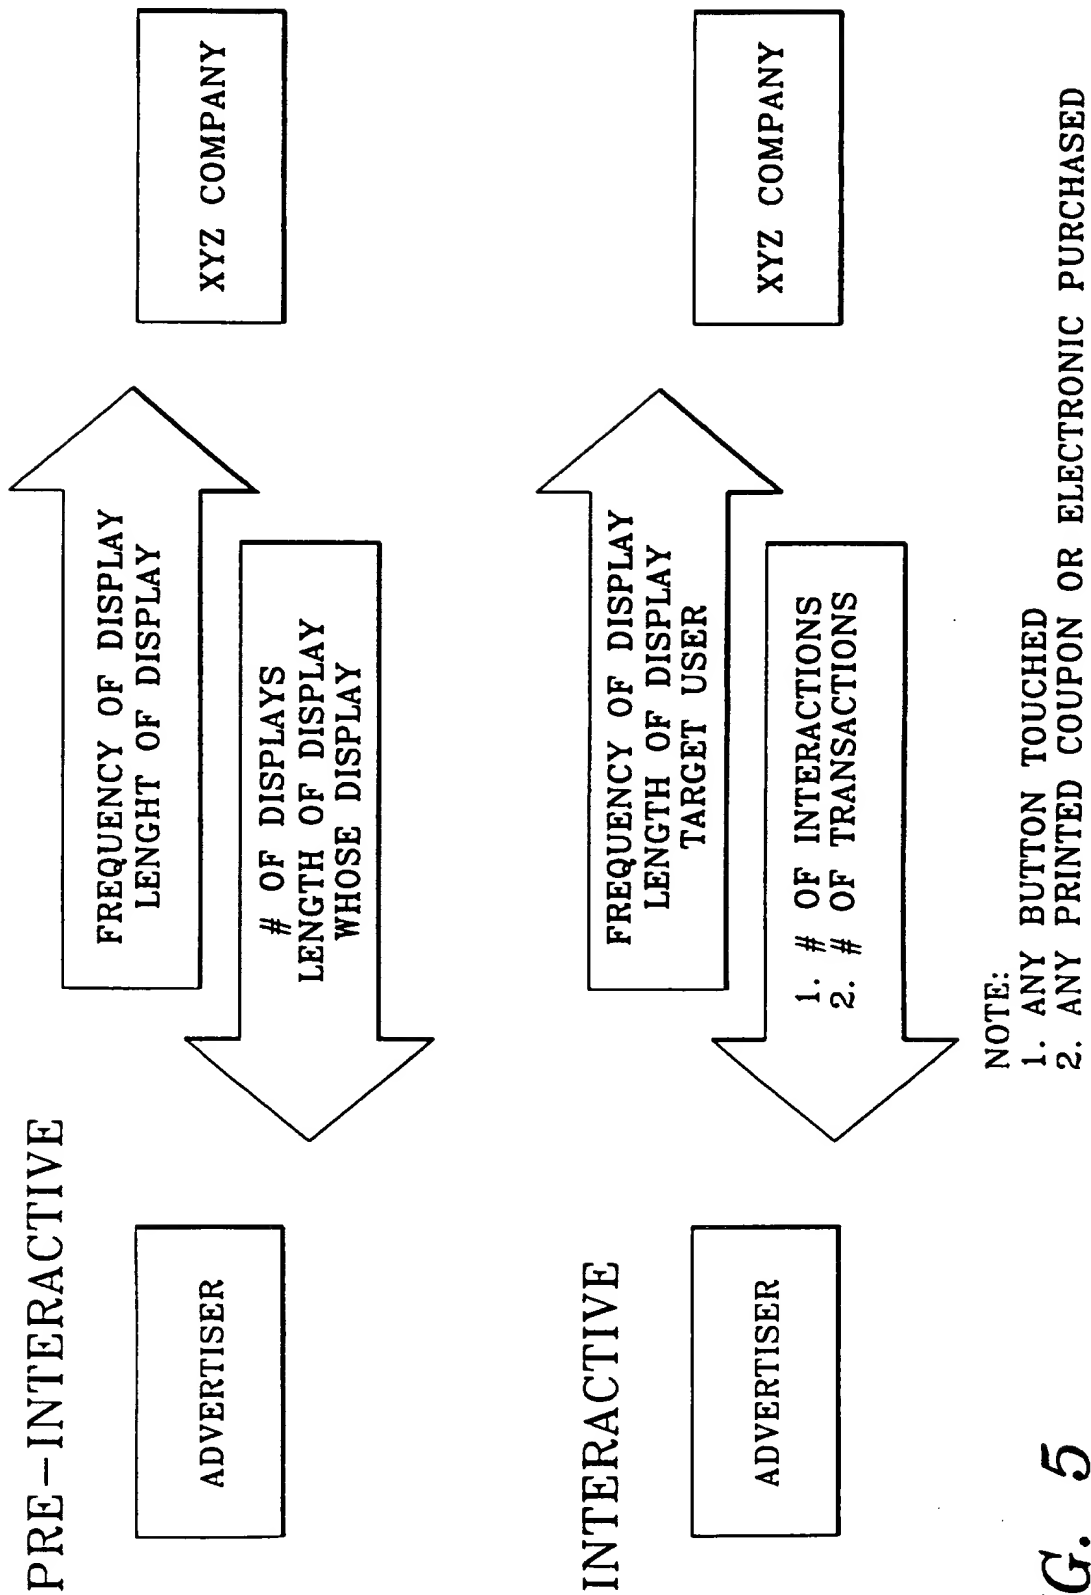 PRE-INTERACTIVE
ADVERTISER
FREQUENCY OF DISPLAY
LENGHT OF DISPLAY
# OF DISPLAYS
LENGTH OF DISPLAY
WHOSE DISPLAY
XYZ COMPANY
INTERACTIVE
ADVERTISER
FREQUENCY OF DISPLAY
LENGTH OF DISPLAY
TARGET USER
1. # OF INTERACTIONS
2. # OF TRANSACTIONS
XYZ COMPANY
NOTE:
1. ANY BUTTON TOUCHED
2. ANY PRINTED COUPON OR ELECTRONIC PURCHASED
G. 5